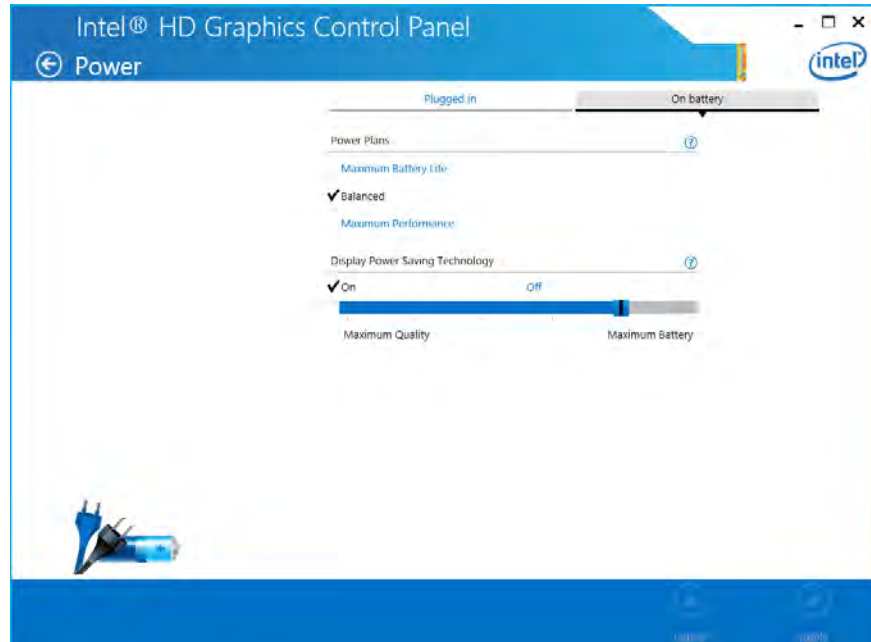 Intel® HD Graphics Control Panel
Power
intel
Plugged in
On battery
Power Plans
Maximum Battery Life
Balanced
Maximum Performance
Display Power Saving Technology
On
Off
Maximum Quality
Maximum Battery